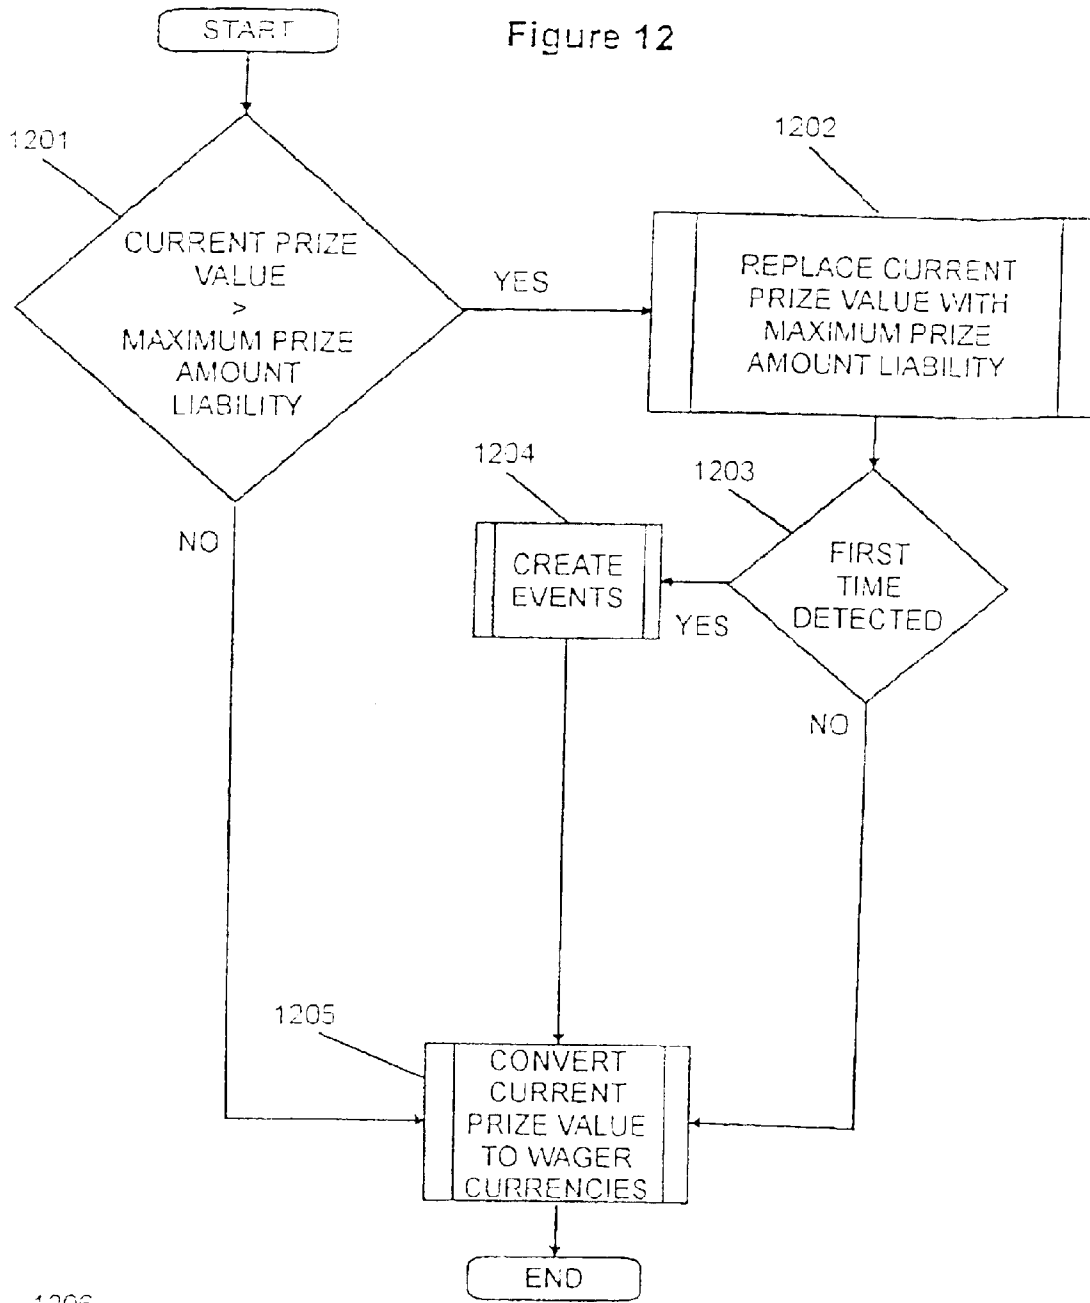 START
Figure 12
1201
1202
CURRENT PRIZE
VALUE
>
MAXIMUM PRIZE
AMOUNT
LIABILITY
YES
REPLACE CURRENT
PRIZE VALUE WITH
MAXIMUM PRIZE
AMOUNT LIABILITY
1204
1203
NO
CREATE
EVENTS
YES
FIRST
TIME
DETECTED
NO
1205
CONVERT
CURRENT
PRIZE VALUE
TO WAGER
CURRENCIES
END